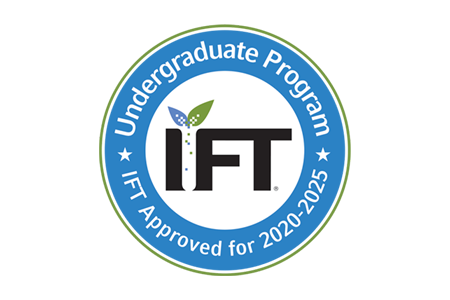 Undergraduate Program
IFT®
★ IFT Approved for 2020-2025 ★